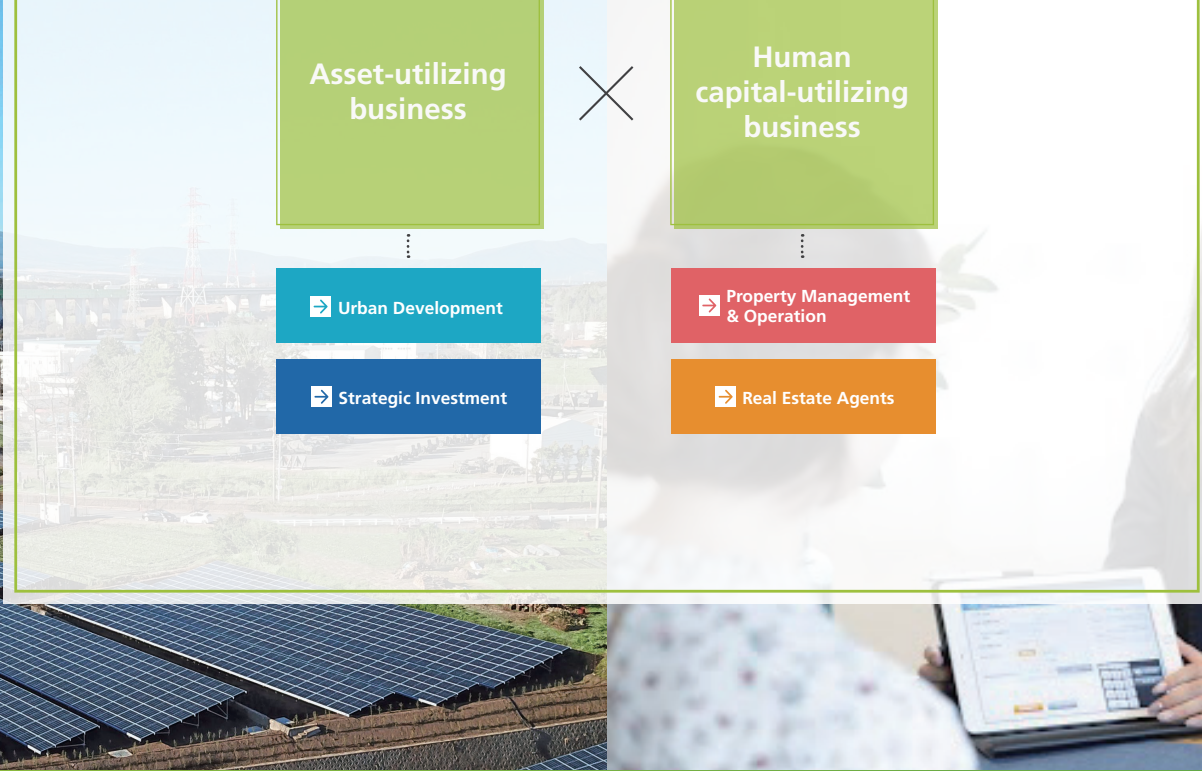 Asset-utilizing
business
Human
capital-utilizing
business
Urban Development
Strategic Investment
Property Management
& Operation
Real Estate Agents